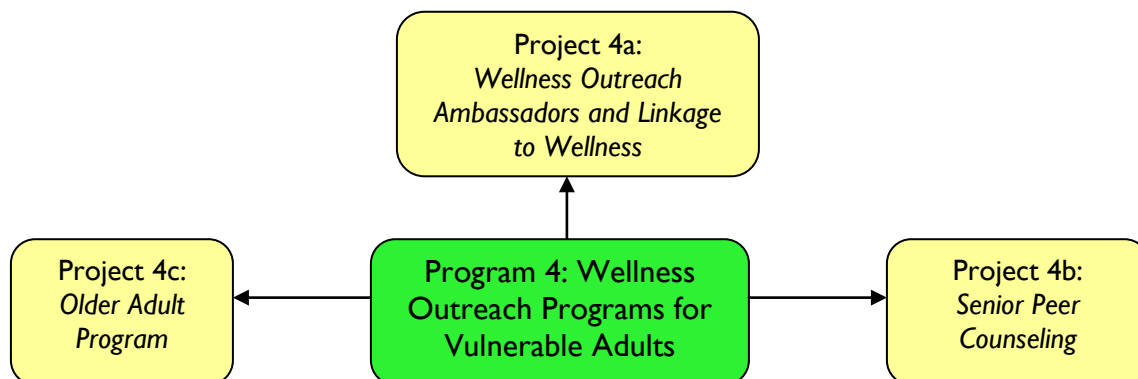 Project 4a:
Wellness Outreach
Ambassadors and Linkage
to Wellness
Project 4c:
Older Adult
Program
Program 4: Wellness
Outreach Programs for
Vulnerable Adults
Project 4b:
Senior Peer
Counseling